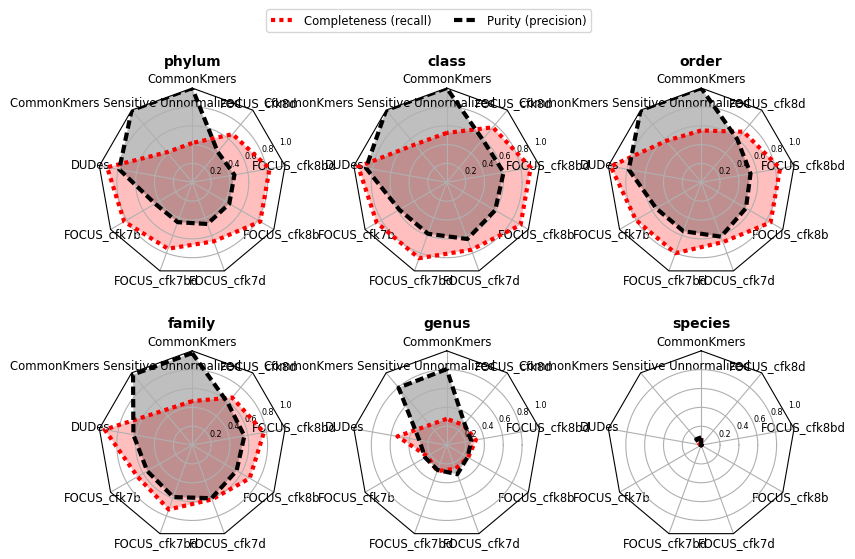 Completeness (recall) Purity (precision)
phylum class order
CommonKmers CommonKmers CommonKmers
CommonKmers Sensitive Unnormalized FOCUS_cfk8d CommonKmers Sensitive Unnormalized FOCUS_cfk8d CommonKmers Sensitive Unnormalized FOCUS_cfk8d
DUDes 0.2 0.4 0.6 0.8 1.0 FOCUS_cfk8bd DUDes 0.2 0.4 0.6 0.8 1.0 FOCUS_cfk8bd DUDes 0.2 0.4 0.6 0.8 1.0 FOCUS_cfk8bd
FOCUS_cfk7b FOCUS_cfk8b FOCUS_cfk7b FOCUS_cfk8b FOCUS_cfk7b FOCUS_cfk8b
FOCUS_cfk7bd FOCUS_cfk7d FOCUS_cfk7bd FOCUS_cfk7d FOCUS_cfk7bd FOCUS_cfk7d
family genus species
CommonKmers CommonKmers CommonKmers
CommonKmers Sensitive Unnormalized FOCUS_cfk8d CommonKmers Sensitive Unnormalized FOCUS_cfk8d CommonKmers Sensitive Unnormalized FOCUS_cfk8d
DUDes 0.2 0.4 0.6 0.8 1.0 FOCUS_cfk8bd DUDes 0.2 0.4 0.6 0.8 1.0 FOCUS_cfk8bd DUDes 0.2 0.4 0.6 0.8 1.0 FOCUS_cfk8bd
FOCUS_cfk7b FOCUS_cfk8b FOCUS_cfk7b FOCUS_cfk8b FOCUS_cfk7b FOCUS_cfk8b
FOCUS_cfk7bd FOCUS_cfk7d FOCUS_cfk7bd FOCUS_cfk7d FOCUS_cfk7bd FOCUS_cfk7d